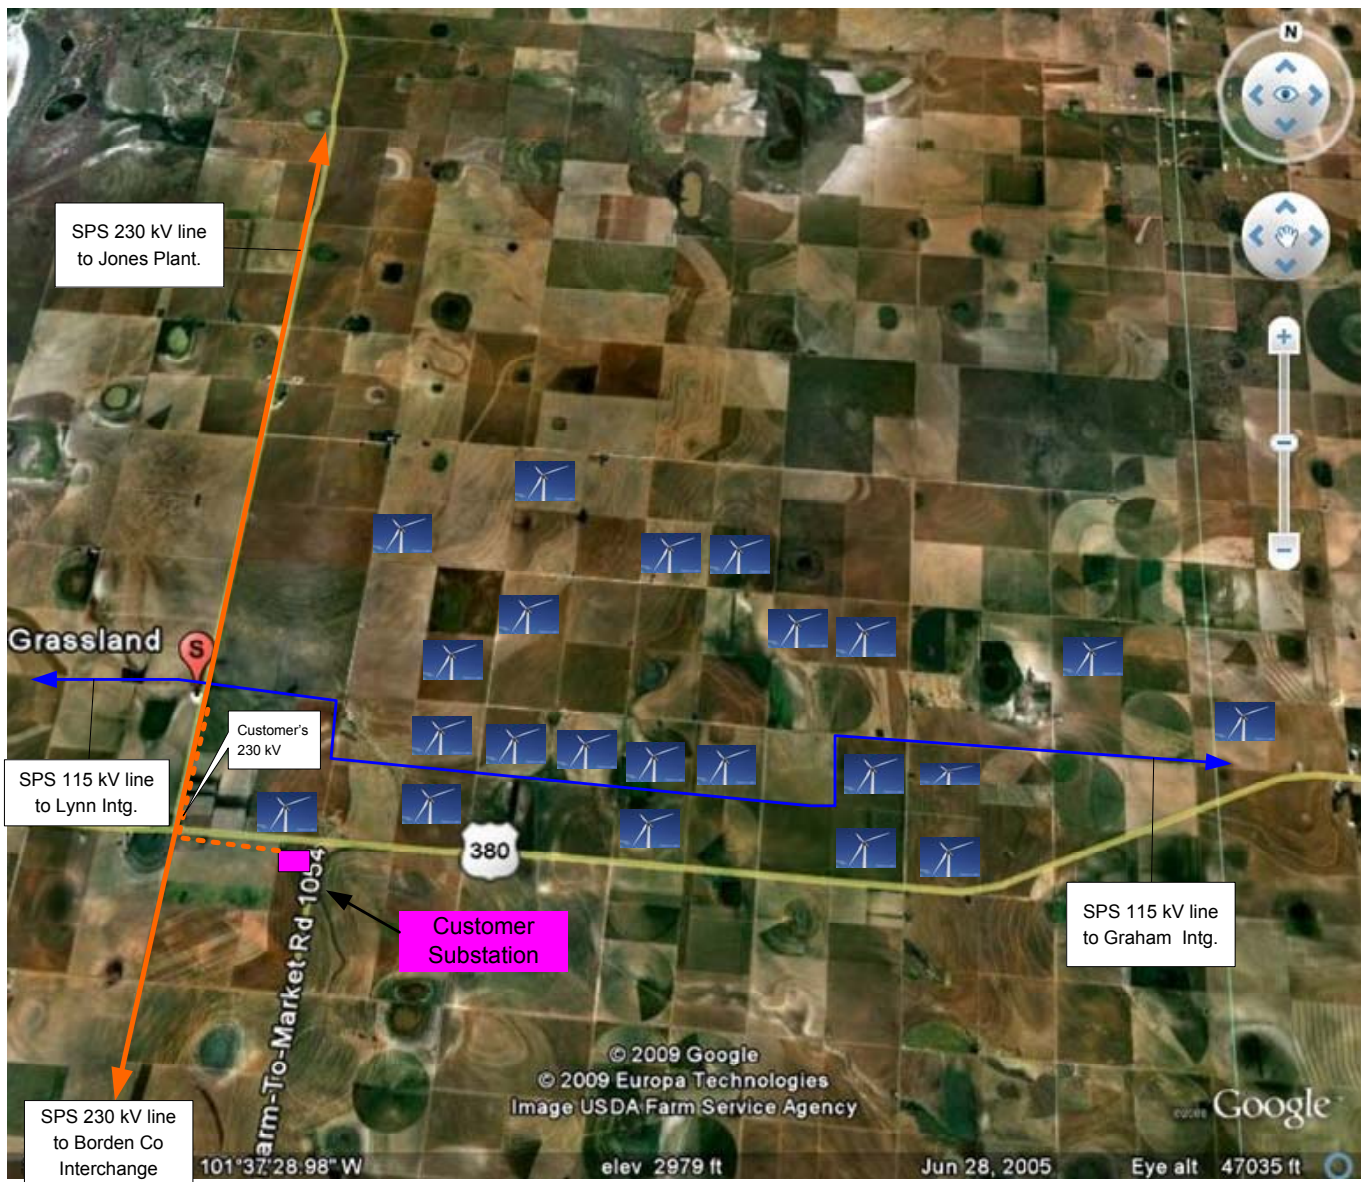 N
SPS 230 kV line
to Jones Plant.
Grassland
S
Customer's
230 kV
SPS 115 kV line
to Lynn Intg.
380
Customer
Substation
arm-To-Market Rd 1054
SPS 115 kV line
to Graham Intg.
© 2009 Google
© 2009 Europa Technologies
Image USDA Farm Service Agency
Google
SPS 230 kV line
to Borden Co
Interchange
101°37'28.98" W
elev 2979 ft
Jun 28, 2005
Eye alt 47035 ft